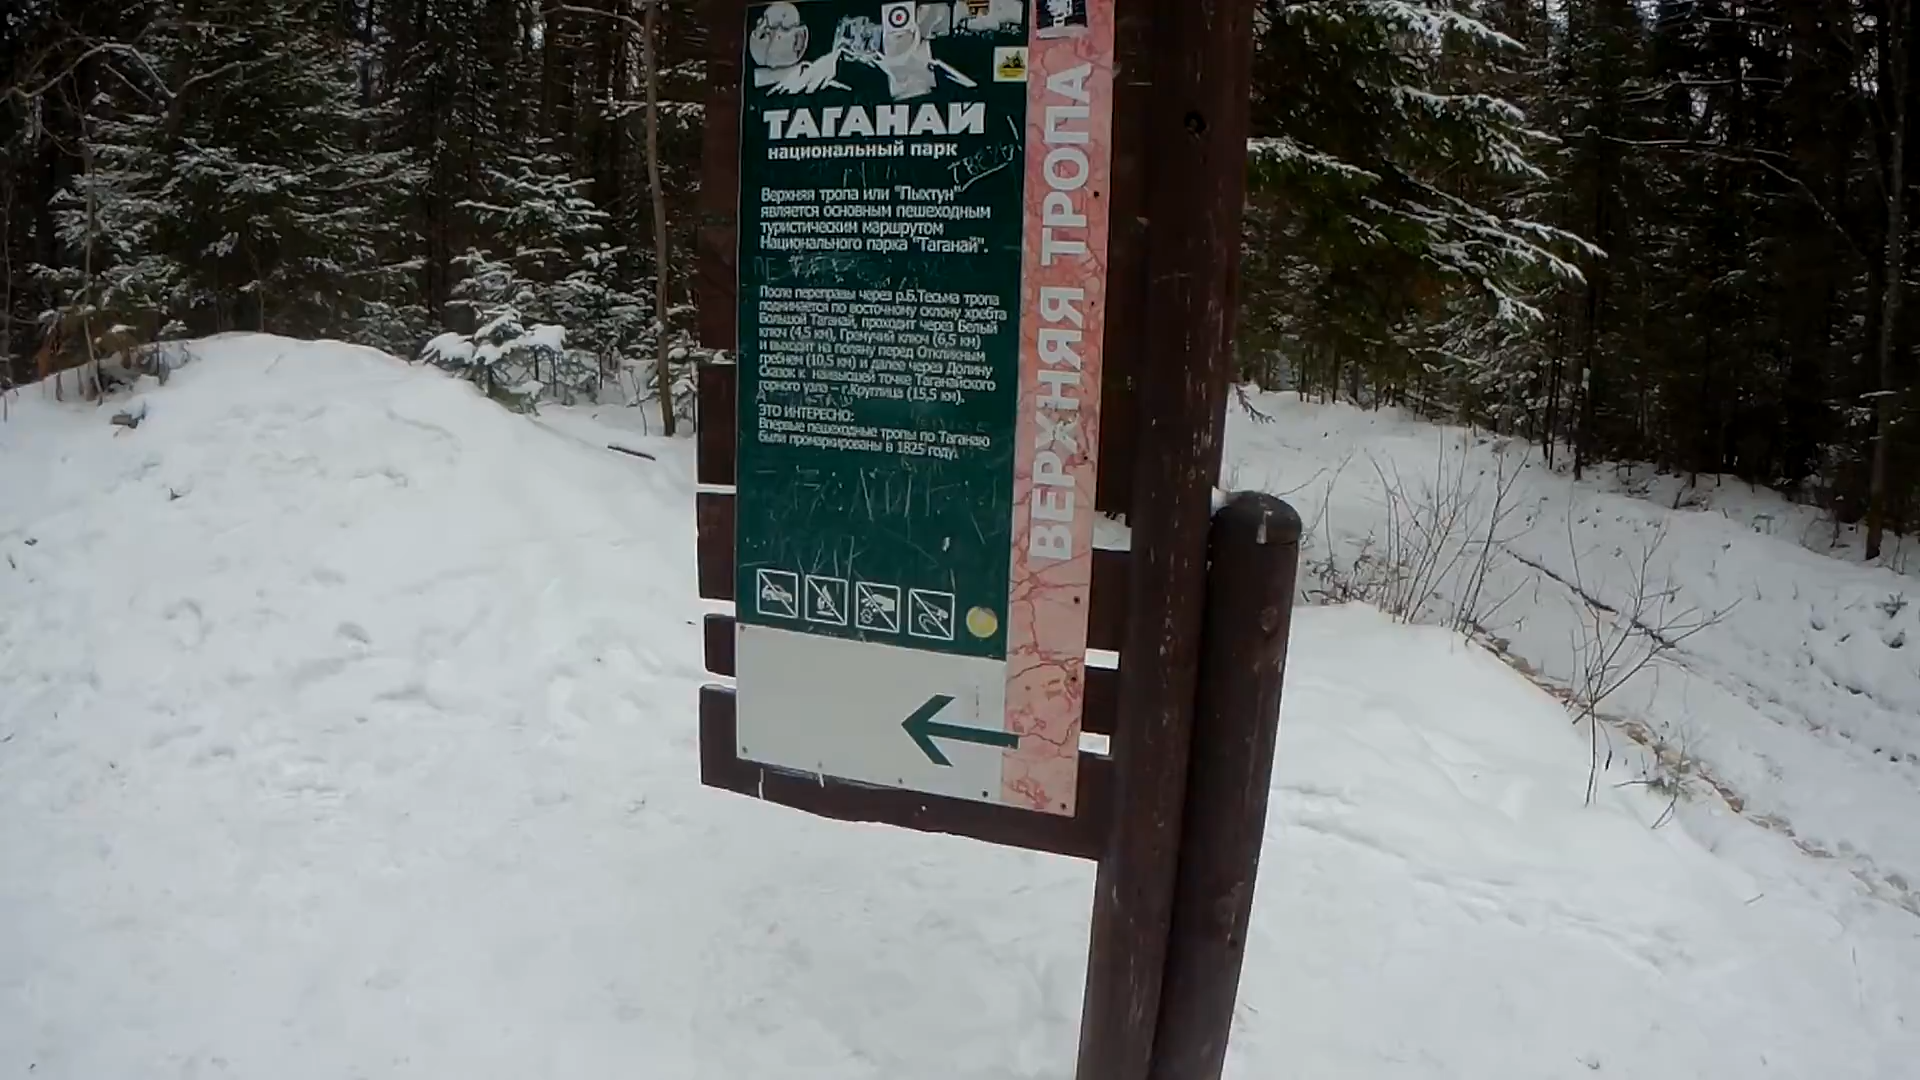 ТАГАНАЙ
национальный парк
ТВЕРЬ!
Верхняя тропа или "Пыхтун"
является основным пешеходным
туристическим маршрутом
Национального парка "Таганай".
После переправы через р.Б.Тесьма тропа
поднимается по восточному склону хребта
Большой Таганай, проходит через Белый
ключ (4,5 км), Гремучий ключ (6,5 км)
и выходит на поляну перед Откликным
гребнем (10,5 км) и далее через Долину
Сказок к наивысшей точке Таганайского
горного узла – г.Круглица (15,5 км).
ЭТО ИНТЕРЕСНО:
Впервые пешеходные тропы по Таганаю
были промаркированы в 1825 году.
ВЕРХНЯЯ ТРОПА